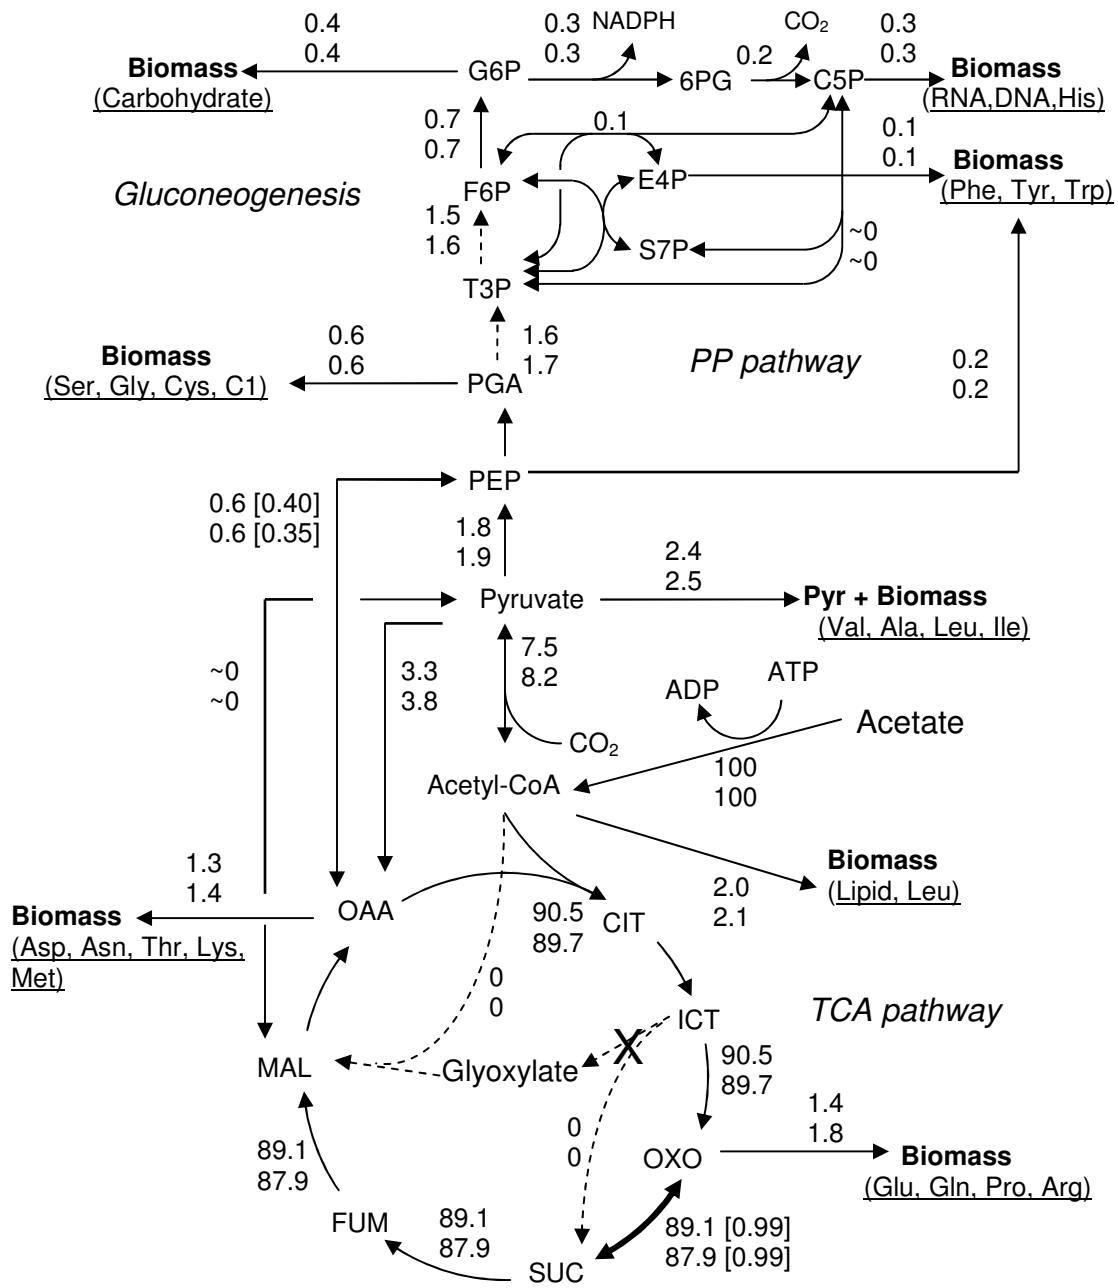 0.4
0.4
0.3
0.3
NADPH
CO₂
0.3
0.3
Biomass
(Carbohydrate)
G6P
6PG
0.2
C5P
Biomass
(RNA,DNA,His)
0.7
0.7
0.1
0.1
0.1
Gluconeogenesis
F6P
E4P
Biomass
(Phe, Tyr, Trp)
1.5
1.6
S7P
~0
~0
T3P
0.6
0.6
1.6
1.7
PP pathway
0.2
0.2
Biomass
(Ser, Gly, Cys, C1)
PGA
PEP
0.6 [0.40]
0.6 [0.35]
1.8
1.9
2.4
2.5
Pyruvate
Pyr + Biomass
(Val, Ala, Leu, Ile)
~0
~0
3.3
3.8
7.5
8.2
ADP
ATP
Acetate
CO₂
100
100
Acetyl-CoA
1.3
1.4
Biomass
(Lipid, Leu)
2.0
2.1
Biomass
(Asp, Asn, Thr, Lys,
Met)
OAA
90.5
89.7
CIT
0
0
ICT
TCA pathway
X
MAL
Glyoxylate
90.5
89.7
1.4
1.8
0
0
OXO
Biomass
(Glu, Gln, Pro, Arg)
89.1
87.9
FUM
89.1
87.9
89.1 [0.99]
87.9 [0.99]
SUC